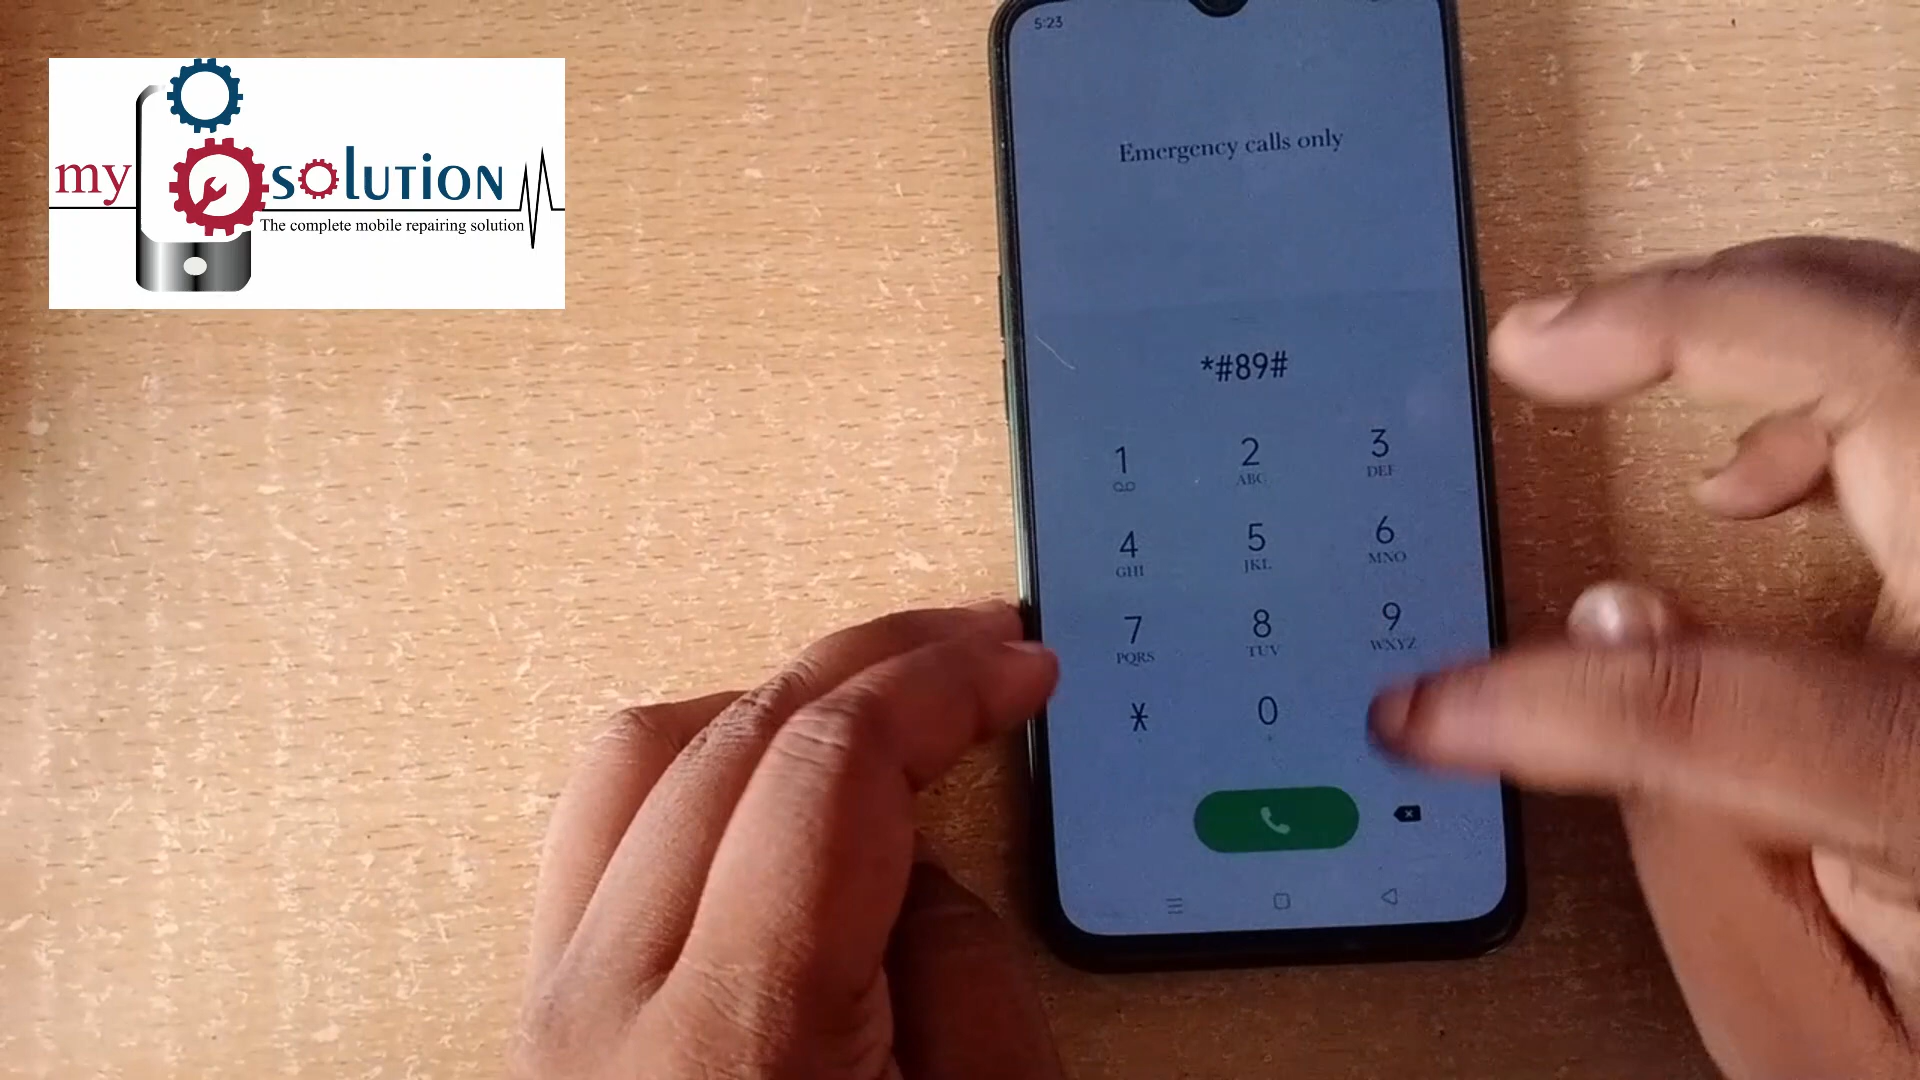 my solution
The complete mobile repairing solution
5:23
Emergency calls only
*#89#
1 2 3
ABC DEF
4 5 6
GHI JKL MNO
7 8 9
PQRS TUV WXYZ
* 0
+